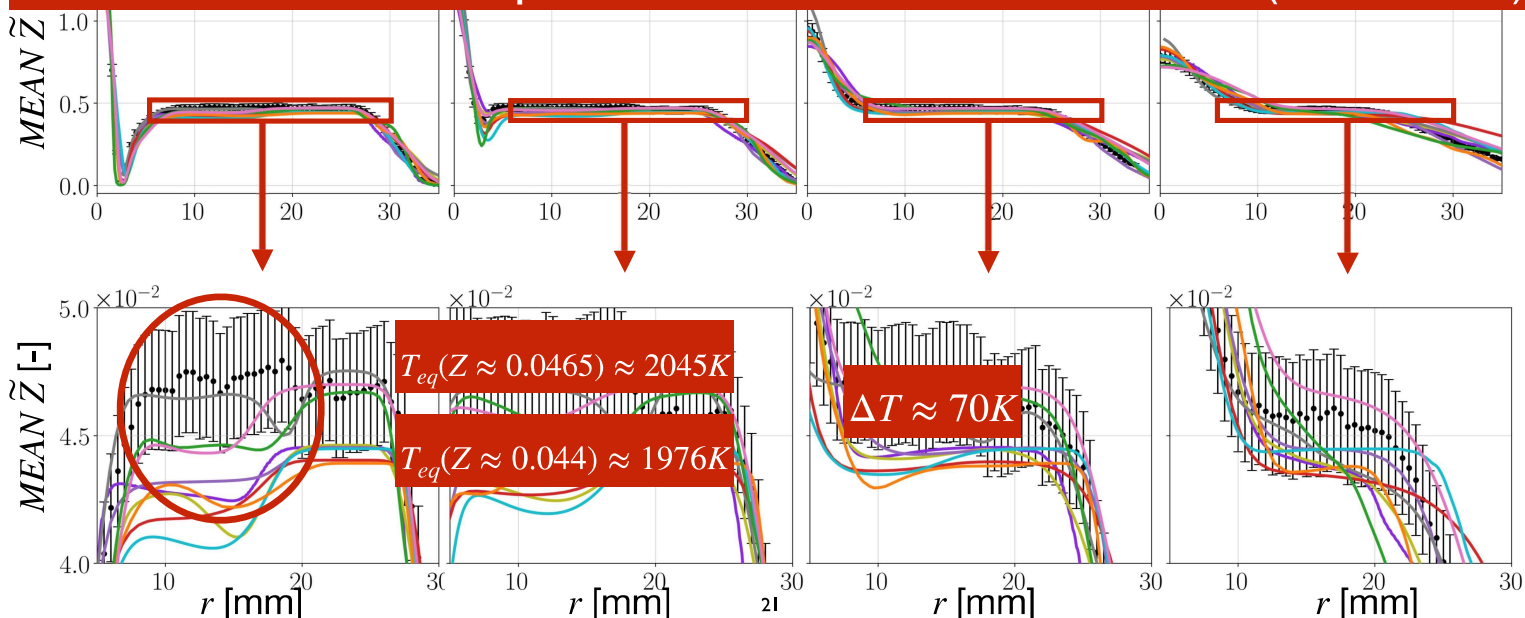 MEAN Z̃
1.0
0.5
0.0
0 10 20 30
0 10 20 30
0 10 20 30
0 10 20 30
MEAN Z̃ [-]
×10⁻² ×10⁻² ×10⁻² ×10⁻²
5.0
4.5
4.0
T_eq(Z ≈ 0.0465) ≈ 2045K
T_eq(Z ≈ 0.044) ≈ 1976K
ΔT ≈ 70K
10 20 3
10 20 30
10 20 30
10 20 30
r [mm] r [mm] r [mm] r [mm]
21